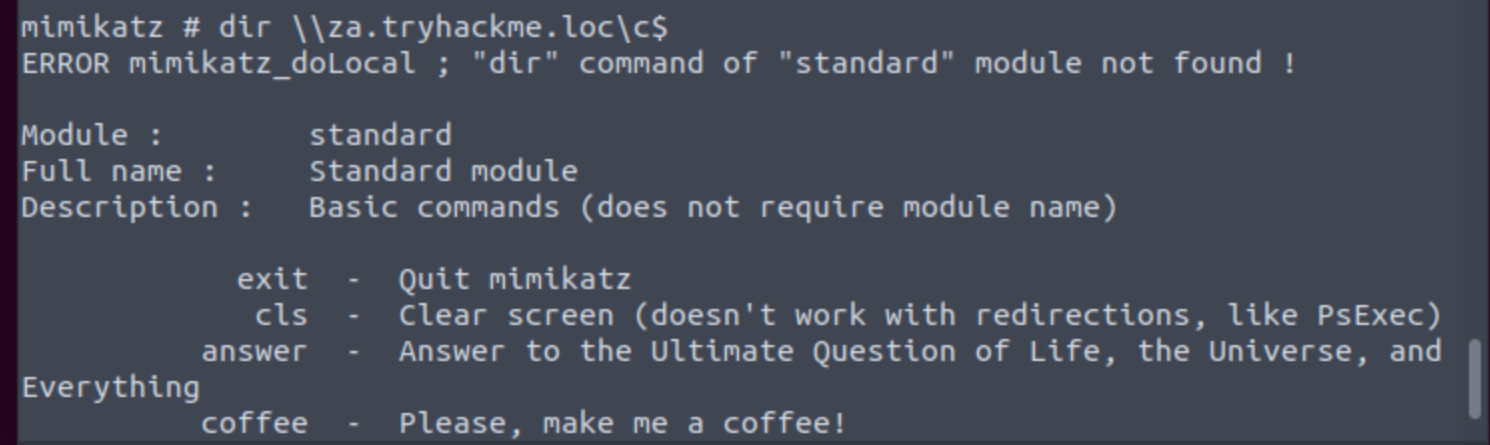 mimikatz # dir \\za.tryhackme.loc\c$
ERROR mimikatz_doLocal ; "dir" command of "standard" module not found !
Module :        standard
Full name :     Standard module
Description :   Basic commands (does not require module name)
exit  -  Quit mimikatz
cls  -  Clear screen (doesn't work with redirections, like PsExec)
answer  -  Answer to the Ultimate Question of Life, the Universe, and
Everything
coffee  -  Please, make me a coffee!